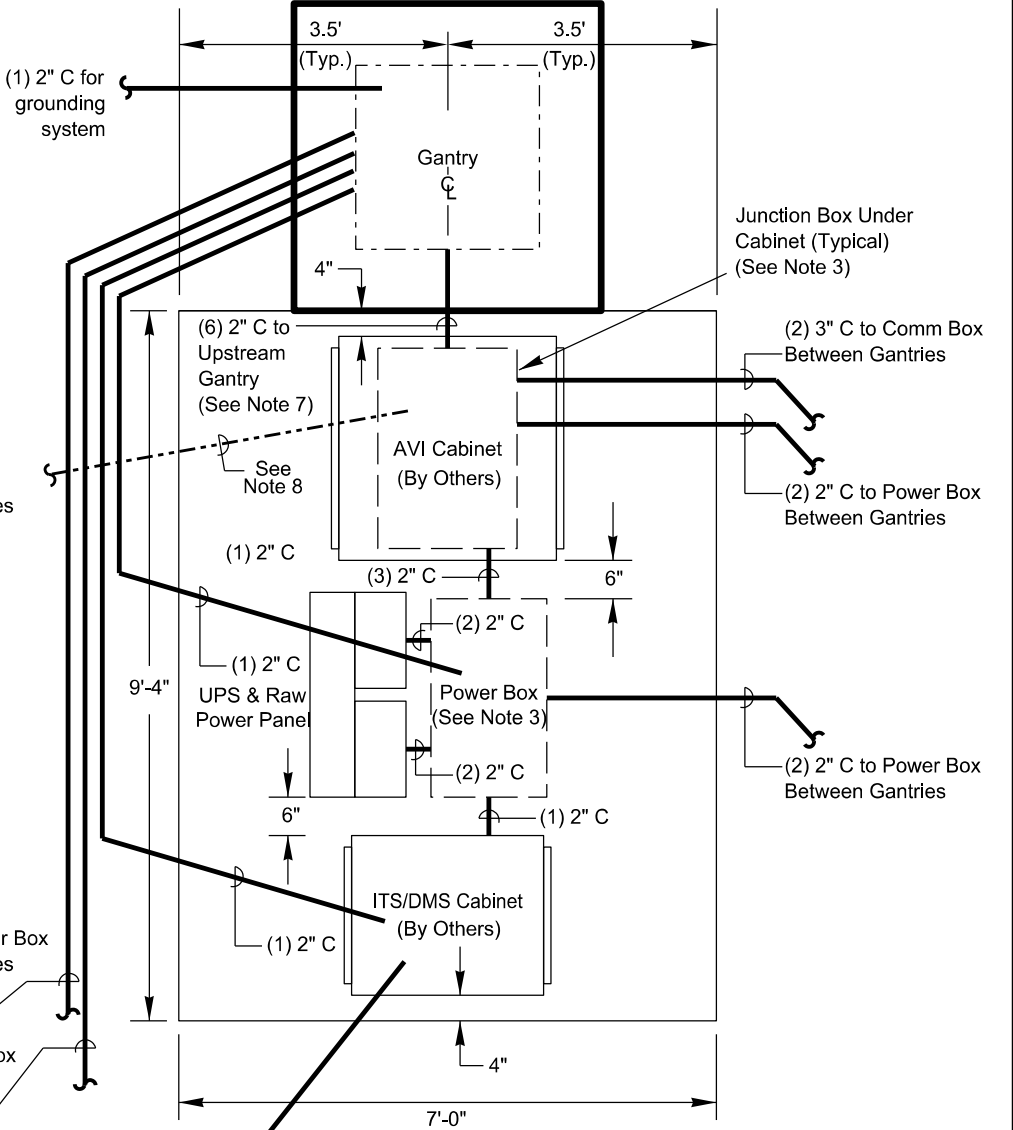 3.5'
3.5'
(Typ.)
(Typ.)
(1) 2" C for
grounding
system
Gantry
℄
Junction Box Under
Cabinet (Typical)
(See Note 3)
4"
(6) 2" C to
Upstream
Gantry
(See Note 7)
(2) 3" C to Comm Box
Between Gantries
AVI Cabinet
(By Others)
See
Note 8
(2) 2" C to Power Box
Between Gantries
es
(1) 2" C
(3) 2" C
6"
(2) 2" C
(1) 2" C
9'-4"
UPS & Raw
Power Panel
Power Box
(See Note 3)
(2) 2" C
(2) 2" C to Power Box
Between Gantries
6"
(1) 2" C
ITS/DMS Cabinet
(By Others)
r Box
es
(1) 2" C
ox
4"
7'-0"